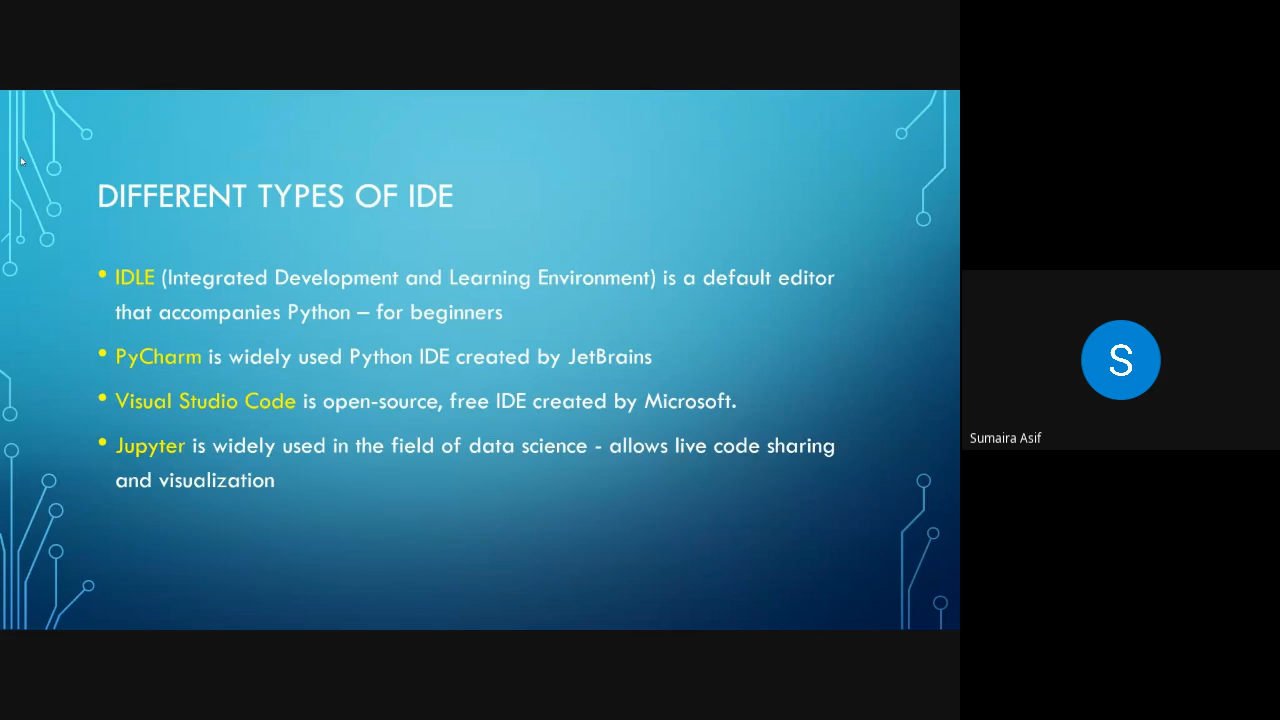 DIFFERENT TYPES OF IDE
• IDLE (Integrated Development and Learning Environment) is a default editor
that accompanies Python – for beginners
• PyCharm is widely used Python IDE created by JetBrains
• Visual Studio Code is open-source, free IDE created by Microsoft.
• Jupyter is widely used in the field of data science - allows live code sharing
and visualization
S
Sumaira Asif